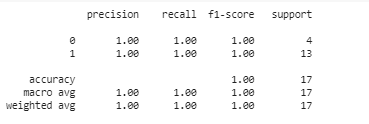 precision recall f1-score support
0 1.00 1.00 1.00 4
1 1.00 1.00 1.00 13
accuracy 1.00 17
macro avg 1.00 1.00 1.00 17
weighted avg 1.00 1.00 1.00 17